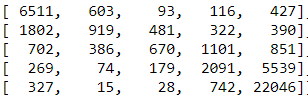 [ 6511, 603, 93, 116, 427]
[ 1802, 919, 481, 322, 390]
[ 702, 386, 670, 1101, 851]
[ 269, 74, 179, 2091, 5539]
[ 327, 15, 28, 742, 22046]